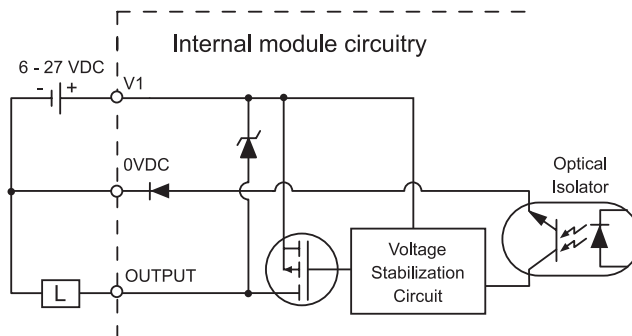 Internal module circuitry
6 - 27 VDC
- +
V1
0VDC
Optical
Isolator
OUTPUT
L
Voltage
Stabilization
Circuit